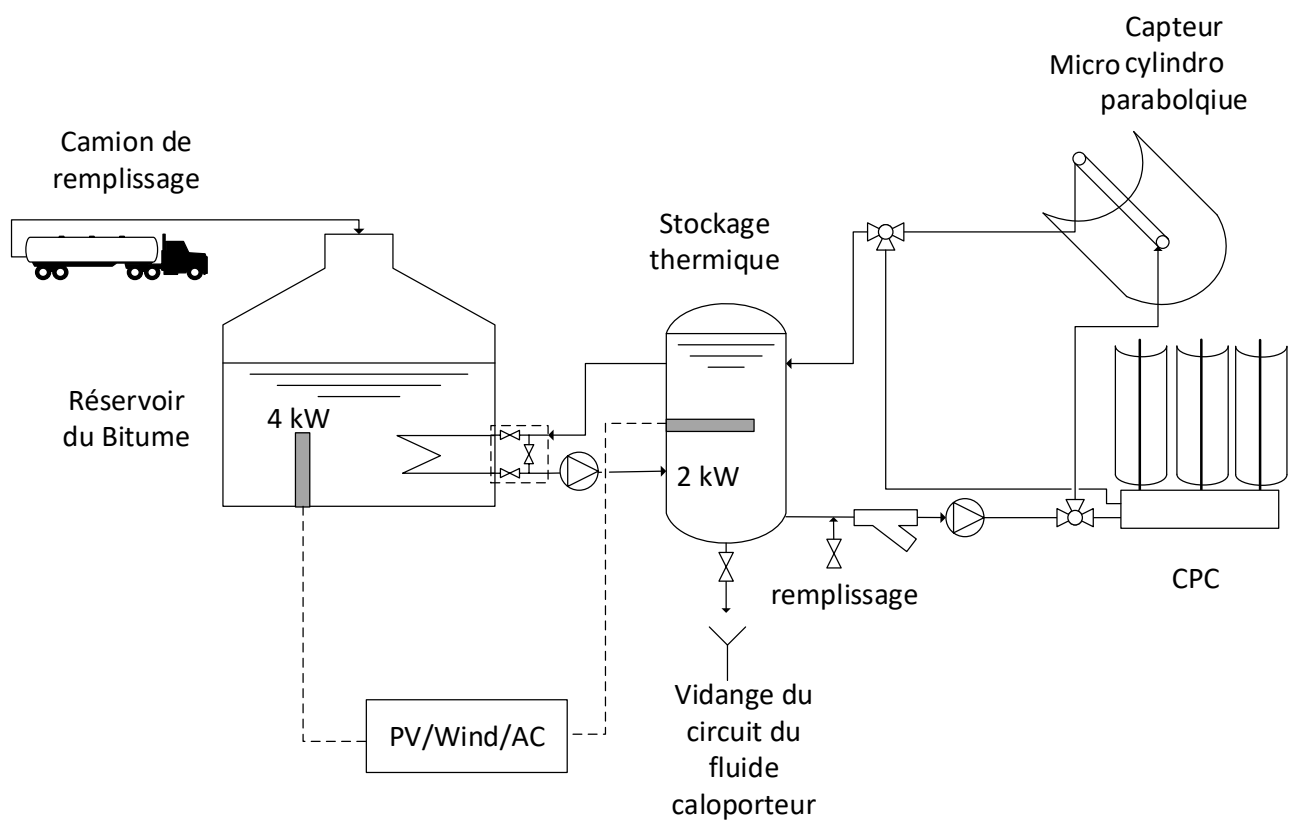 Capteur
Micro cylindro
parabolqiue
Camion de
remplissage
Stockage
thermique
Réservoir
du Bitume
4 kW
2 kW
remplissage
CPC
PV/Wind/AC
Vidange du
circuit du
fluide
caloporteur